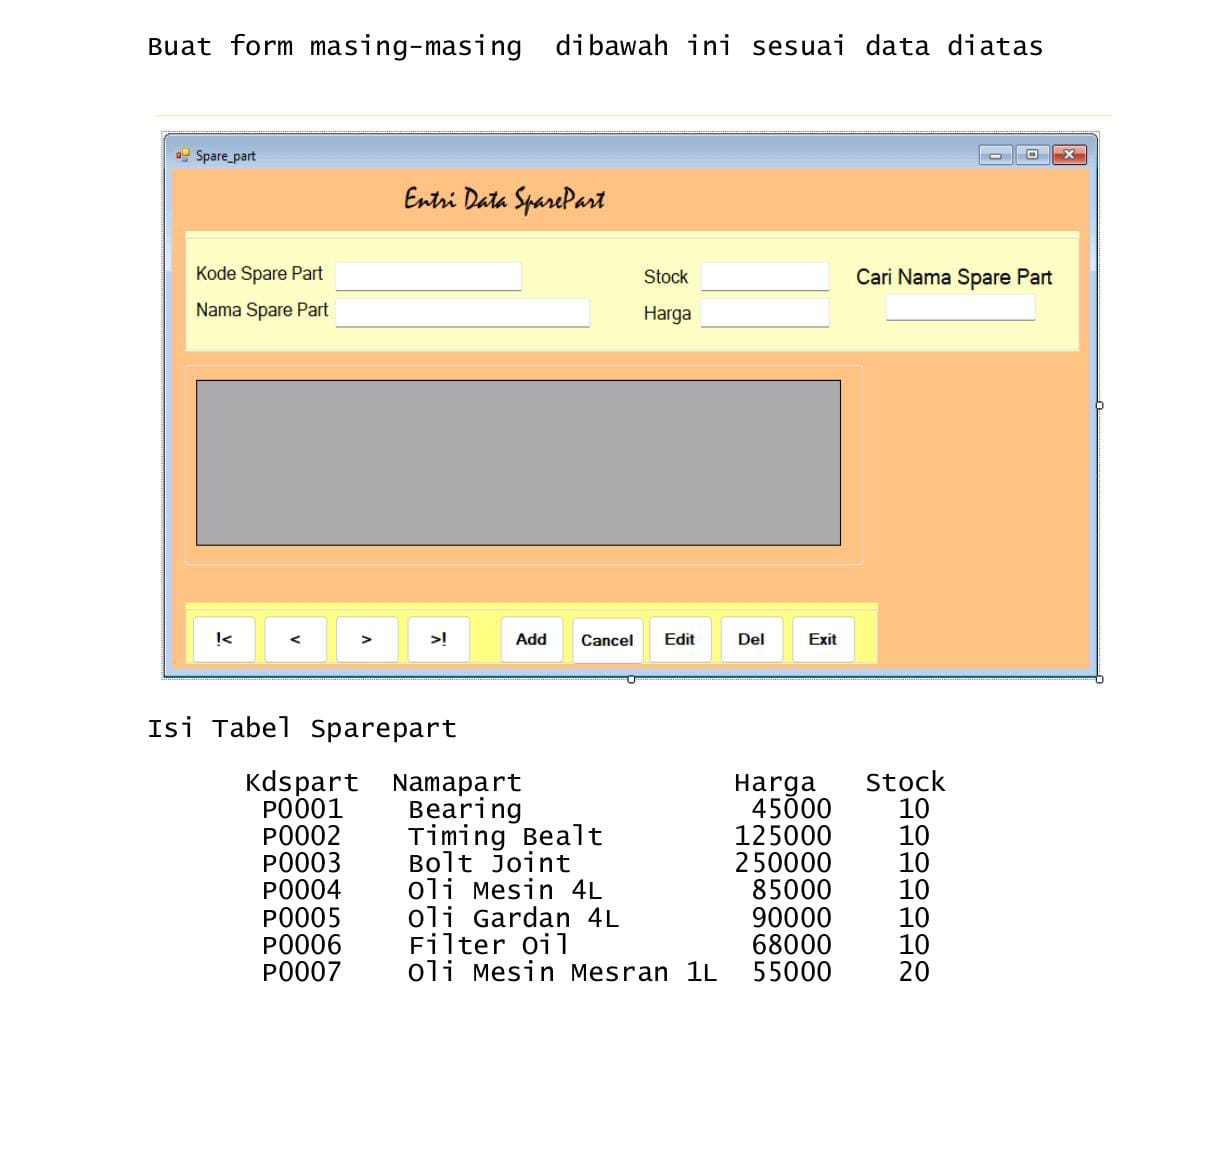 Buat form masing-masing dibawah ini sesuai data diatas
Spare_part
Entri Data SparePart
Kode Spare Part
Stock
Cari Nama Spare Part
Nama Spare Part
Harga
!< < > >! Add Cancel Edit Del Exit
Isi Tabel Sparepart
Kdspart Namapart Harga Stock
P0001 Bearing 45000 10
P0002 Timing Bealt 125000 10
P0003 Bolt Joint 250000 10
P0004 Oli Mesin 4L 85000 10
P0005 Oli Gardan 4L 90000 10
P0006 Filter Oil 68000 10
P0007 Oli Mesin Mesran 1L 55000 20